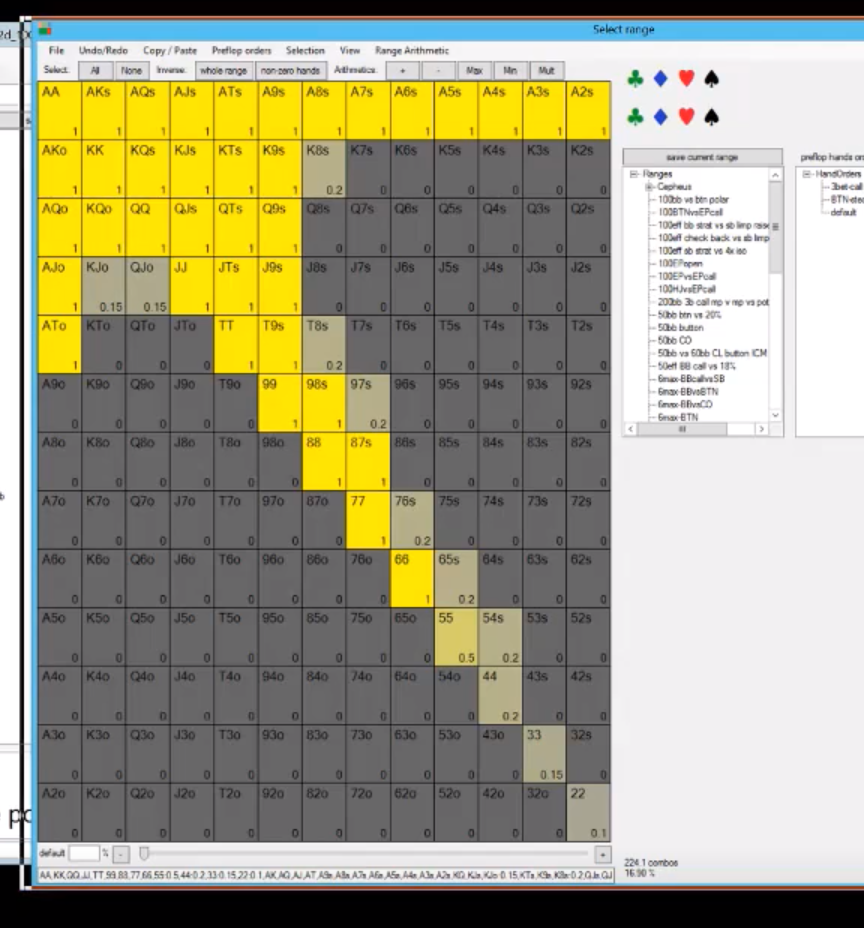 Select range
File Undo/Redo Copy / Paste Preflop orders Selection View Range Arithmetic
Select: All None Inverse: whole range non-zero hands Arithmetics: + - Max Min Mult
AA AKs AQs AJs ATs A9s A8s A7s A6s A5s A4s A3s A2s
1 1 1 1 1 1 1 1 1 1 1 1 1
AKo KK KQs KJs KTs K9s K8s K7s K6s K5s K4s K3s K2s
1 1 1 1 1 1 0.2 0 0 0 0 0 0
AQo KQo QQ QJs QTs Q9s Q8s Q7s Q6s Q5s Q4s Q3s Q2s
1 1 1 1 1 1 0 0 0 0 0 0 0
AJo KJo QJo JJ JTs J9s J8s J7s J6s J5s J4s J3s J2s
1 0.15 0.15 1 1 1 0 0 0 0 0 0 0
ATo KTo QTo JTo TT T9s T8s T7s T6s T5s T4s T3s T2s
1 0 0 0 1 1 0.2 0 0 0 0 0 0
A9o K9o Q9o J9o T9o 99 98s 97s 96s 95s 94s 93s 92s
0 0 0 0 0 1 1 0.2 0 0 0 0 0
A8o K8o Q8o J8o T8o 98o 88 87s 86s 85s 84s 83s 82s
0 0 0 0 0 0 1 1 0 0 0 0 0
A7o K7o Q7o J7o T7o 97o 87o 77 76s 75s 74s 73s 72s
0 0 0 0 0 0 0 1 0.2 0 0 0 0
A6o K6o Q6o J6o T6o 96o 86o 76o 66 65s 64s 63s 62s
0 0 0 0 0 0 0 0 1 0.2 0 0 0
A5o K5o Q5o J5o T5o 95o 85o 75o 65o 55 54s 53s 52s
0 0 0 0 0 0 0 0 0 0.5 0.2 0 0
A4o K4o Q4o J4o T4o 94o 84o 74o 64o 54o 44 43s 42s
0 0 0 0 0 0 0 0 0 0 0.2 0 0
A3o K3o Q3o J3o T3o 93o 83o 73o 63o 53o 43o 33 32s
0 0 0 0 0 0 0 0 0 0 0 0.15 0
A2o K2o Q2o J2o T2o 92o 82o 72o 62o 52o 42o 32o 22
0 0 0 0 0 0 0 0 0 0 0 0 0.1
default % - +
AA,KK,QQ,JJ,TT,99,88,77,66,55:0.5,44:0.2,33:0.15,22:0.1,AK,AQ,AJ,AT,A9s,A8s,A7s,A6s,A5s,A4s,A3s,A2s,KQ,KJs,KJo:0.15,KTs,K9s,K8s:0.2,QJs,QJ
save current range
Ranges
Cepheus
100bb vs btn polar
100BTNvsEPcall
100eff bb strat vs sb limp raise
100eff check back vs sb limp
100eff sb strat vs 4x iso
100EPopen
100EPvsEPcall
100HJvsEPcall
200bb 3b call mp v mp vs pot
50bb btn vs 20%
50bb button
50bb CO
50bb vs 60bb CL button ICM
50eff BB call vs 18%
6max-BBcallvsSB
6max-BBvsBTN
6max-BBvsCO
6max-BTN
preflop hands or
HandOrders
3bet-call
BTN-stea
default
224.1 combos
16.90 %